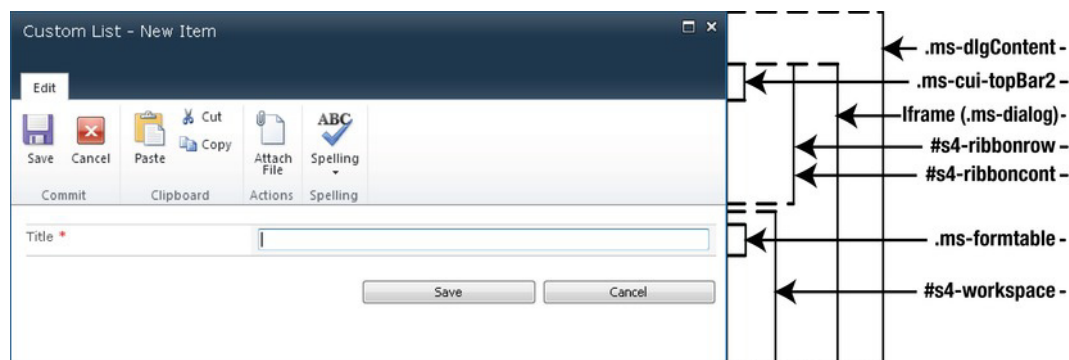 Custom List - New Item
Edit
Save
Cancel
Paste
Cut
Copy
Attach File
ABC
Spelling
Commit
Clipboard
Actions
Spelling
Title *
Save
Cancel
.ms-dlgContent -
.ms-cui-topBar2 -
Iframe (.ms-dialog)-
#s4-ribbonrow -
#s4-ribboncont -
.ms-formtable -
#s4-workspace -